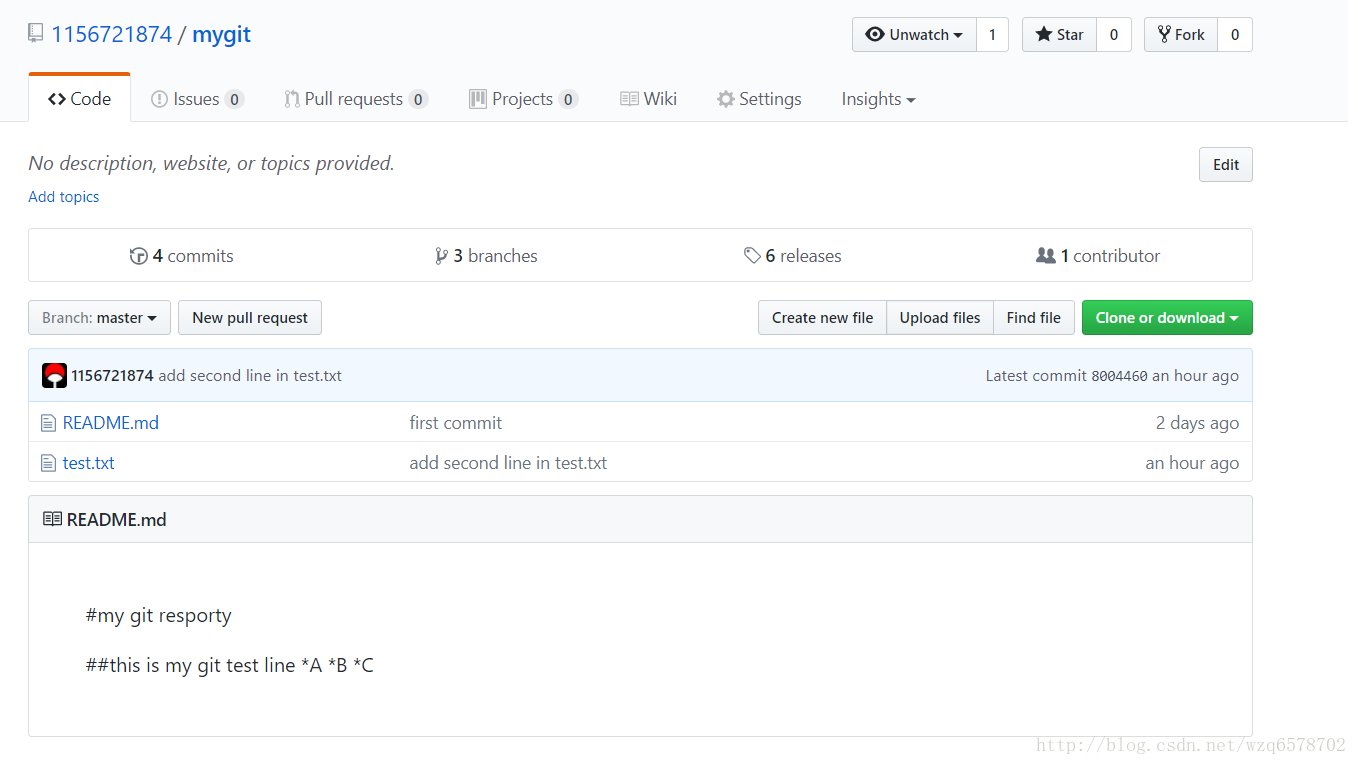 1156721874 / mygit Unwatch 1 Star 0 Fork 0
Code Issues 0 Pull requests 0 Projects 0 Wiki Settings Insights
No description, website, or topics provided. Edit
Add topics
4 commits 3 branches 6 releases 1 contributor
Branch: master New pull request Create new file Upload files Find file Clone or download
1156721874 add second line in test.txt Latest commit 8004460 an hour ago
README.md first commit 2 days ago
test.txt add second line in test.txt an hour ago
README.md
#my git resporty
##this is my git test line *A *B *C
http://blog.csdn.net/wzq6578702